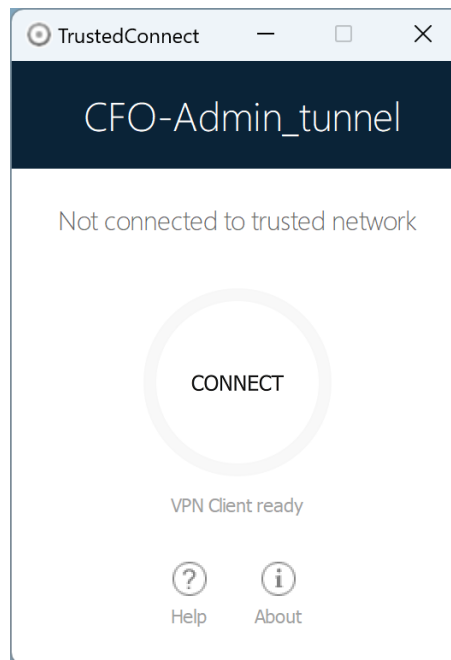 TrustedConnect
CFO-Admin_tunnel
Not connected to trusted network
CONNECT
VPN Client ready
Help About